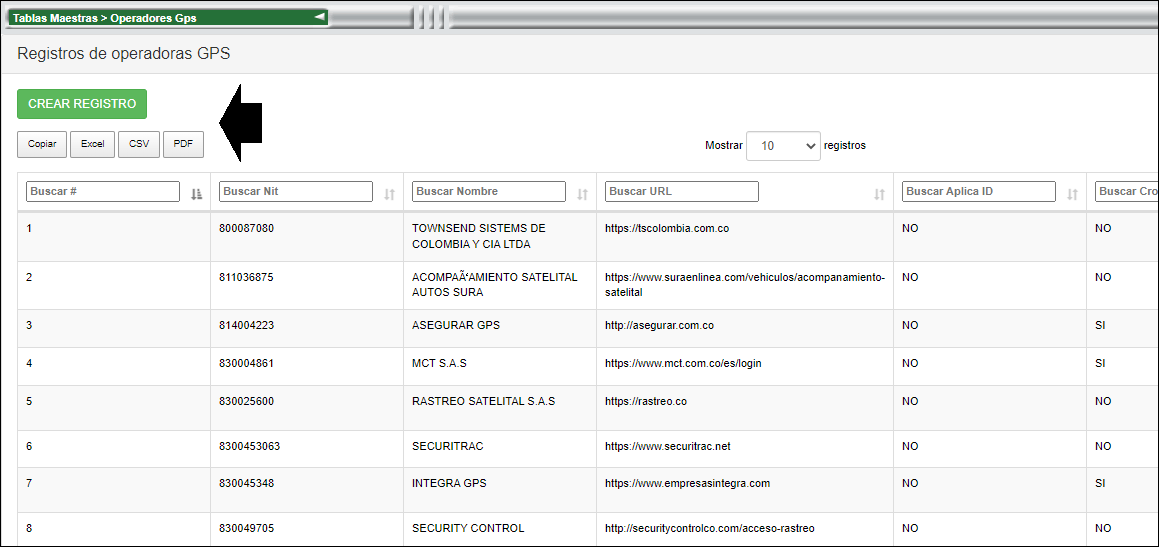 Tablas Maestras > Operadores Gps
Registros de operadoras GPS
CREAR REGISTRO
Copiar Excel CSV PDF
Mostrar 10 registros
Buscar # Buscar Nit Buscar Nombre Buscar URL Buscar Aplica ID Buscar Cro
1 800087080 TOWNSEND SISTEMS DE https://tscolombia.com.co NO NO
COLOMBIA Y CIA LTDA
2 811036875 ACOMPAÃ‘AMIENTO SATELITAL https://www.suraenlinea.com/vehiculos/acompanamiento- NO NO
AUTOS SURA satelital
3 814004223 ASEGURAR GPS http://asegurar.com.co NO SI
4 830004861 MCT S.A.S https://www.mct.com.co/es/login NO SI
5 830025600 RASTREO SATELITAL S.A.S https://rastreo.co NO NO
6 8300453063 SECURITRAC https://www.securitrac.net NO NO
7 830045348 INTEGRA GPS https://www.empresasintegra.com NO SI
8 830049705 SECURITY CONTROL http://securitycontrolco.com/acceso-rastreo NO NO